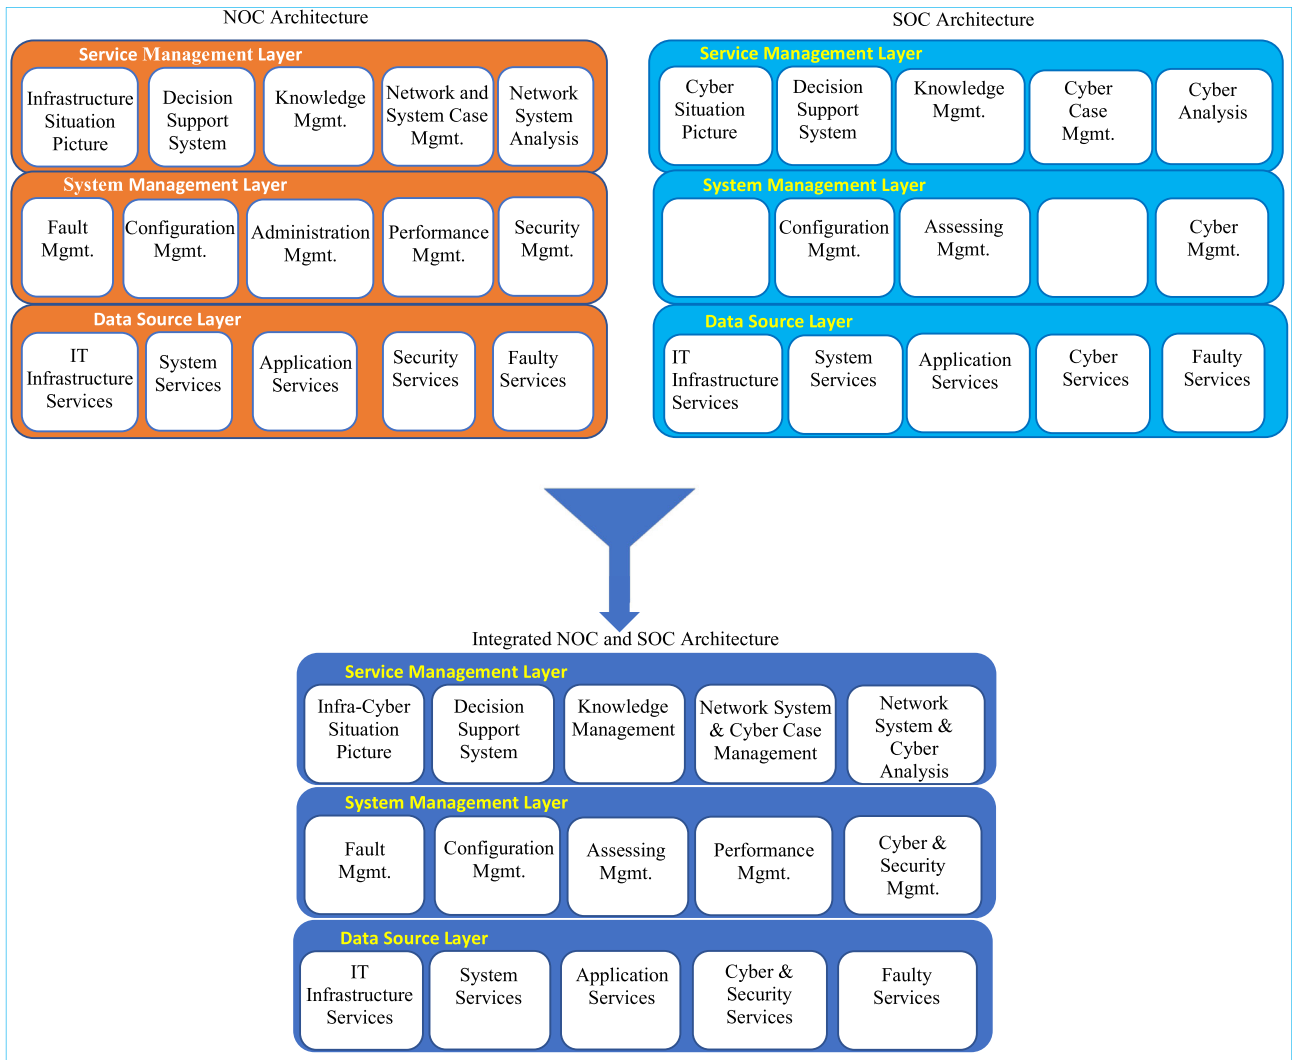 NOC Architecture
Service Management Layer
Infrastructure
Situation
Picture
Decision
Support
System
Knowledge
Mgmt.
Network and
System Case
Mgmt.
Network
System
Analysis
System Management Layer
Fault
Mgmt.
Configuration
Mgmt.
Administration
Mgmt.
Performance
Mgmt.
Security
Mgmt.
Data Source Layer
IT
Infrastructure
Services
System
Services
Application
Services
Security
Services
Faulty
Services
SOC Architecture
Service Management Layer
Cyber
Situation
Picture
Decision
Support
System
Knowledge
Mgmt.
Cyber
Case
Mgmt.
Cyber
Analysis
System Management Layer
Configuration
Mgmt.
Assessing
Mgmt.
Cyber
Mgmt.
Data Source Layer
IT
Infrastructure
Services
System
Services
Application
Services
Cyber
Services
Faulty
Services
Integrated NOC and SOC Architecture
Service Management Layer
Infra-Cyber
Situation
Picture
Decision
Support
System
Knowledge
Management
Network System
& Cyber Case
Management
Network
System &
Cyber
Analysis
System Management Layer
Fault
Mgmt.
Configuration
Mgmt.
Assessing
Mgmt.
Performance
Mgmt.
Cyber &
Security
Mgmt.
Data Source Layer
IT
Infrastructure
Services
System
Services
Application
Services
Cyber &
Security
Services
Faulty
Services